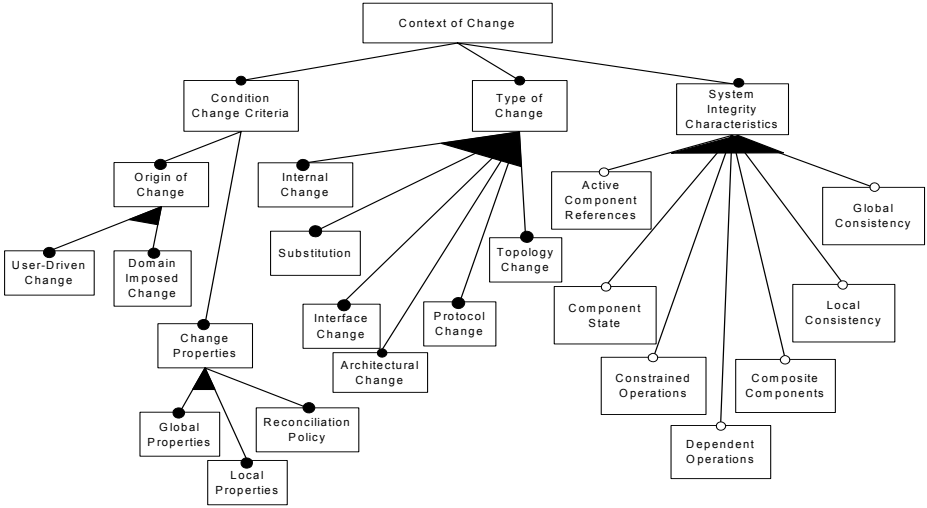 Context of Change
Condition
Change Criteria
Type of
Change
System
Integrity
Characteristics
Origin of
Change
Internal
Change
Active
Component
References
Global
Consistency
User-Driven
Change
Domain
Imposed
Change
Substitution
Topology
Change
Component
State
Local
Consistency
Change
Properties
Interface
Change
Protocol
Change
Architectural
Change
Constrained
Operations
Composite
Components
Global
Properties
Reconciliation
Policy
Dependent
Operations
Local
Properties